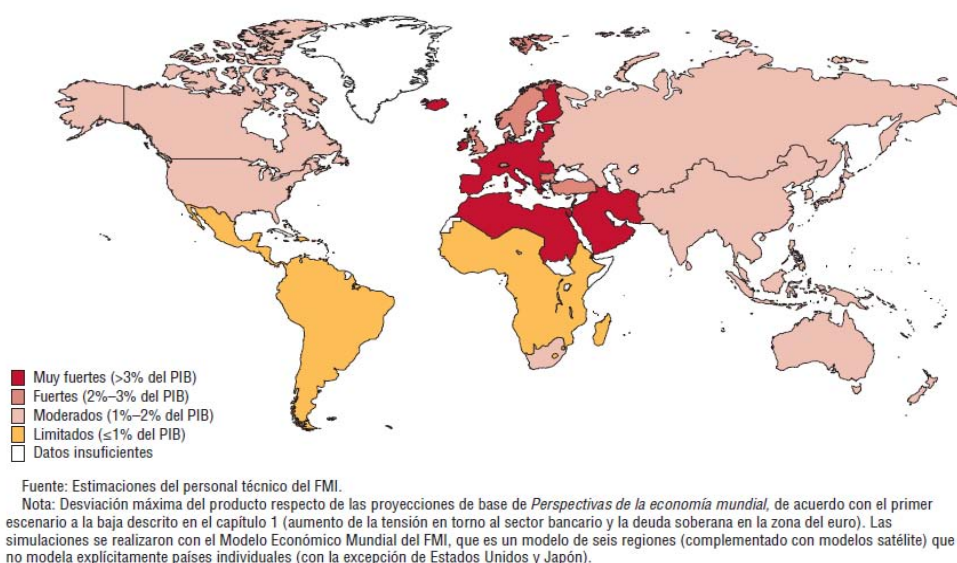 Muy fuertes (>3% del PIB)
Fuertes (2%–3% del PIB)
Moderados (1%–2% del PIB)
Limitados (≤1% del PIB)
Datos insuficientes
Fuente: Estimaciones del personal técnico del FMI.
Nota: Desviación máxima del producto respecto de las proyecciones de base de Perspectivas de la economía mundial, de acuerdo con el primer
escenario a la baja descrito en el capítulo 1 (aumento de la tensión en torno al sector bancario y la deuda soberana en la zona del euro). Las
simulaciones se realizaron con el Modelo Económico Mundial del FMI, que es un modelo de seis regiones (complementado con modelos satélite) que
no modela explícitamente países individuales (con la excepción de Estados Unidos y Japón).